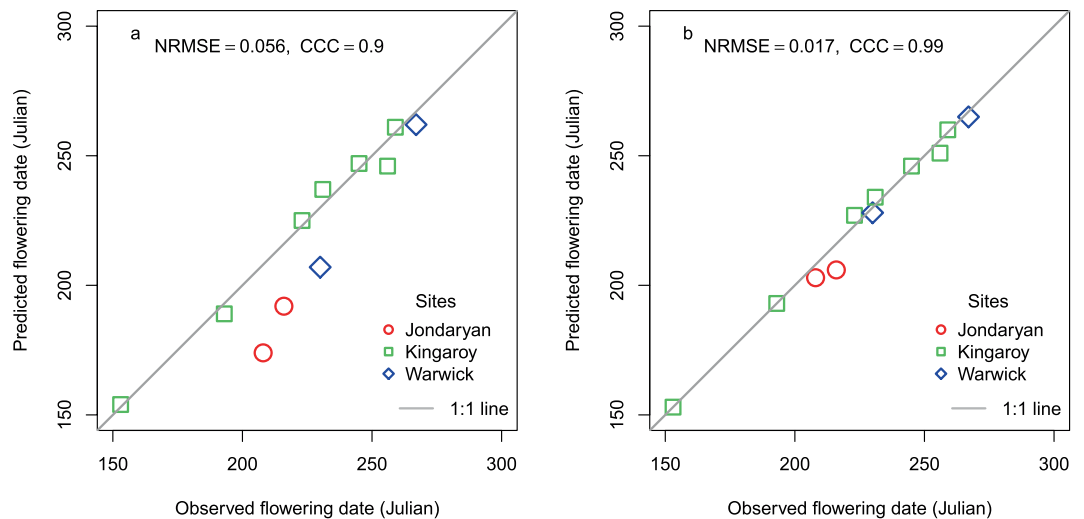 a
NRMSE = 0.056, CCC = 0.9
300
250
200
150
Predicted flowering date (Julian)
Sites
Jondaryan
Kingaroy
Warwick
1:1 line
150 200 250 300
Observed flowering date (Julian)
b
NRMSE = 0.017, CCC = 0.99
300
250
200
150
Predicted flowering date (Julian)
Sites
Jondaryan
Kingaroy
Warwick
1:1 line
150 200 250 300
Observed flowering date (Julian)